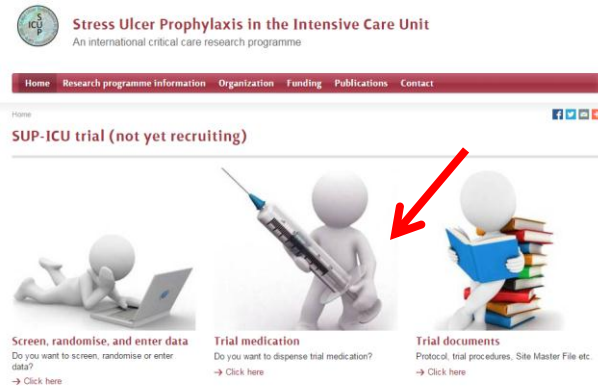 SUP
ICU
Stress Ulcer Prophylaxis in the Intensive Care Unit
An international critical care research programme
Home Research programme information Organization Funding Publications Contact
Home
SUP-ICU trial (not yet recruiting)
Screen, randomise, and enter data
Do you want to screen, randomise or enter
data?
→ Click here
Trial medication
Do you want to dispense trial medication?
→ Click here
Trial documents
Protocol, trial procedures, Site Master File etc.
→ Click here